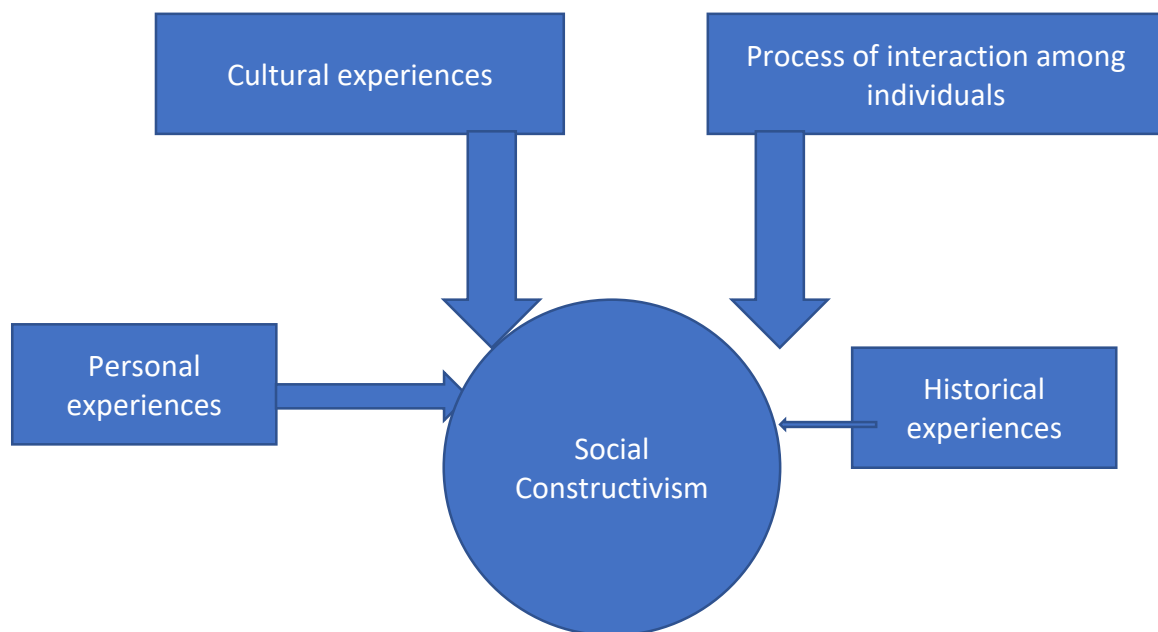 Cultural experiences
Process of interaction among
individuals
Personal
experiences
Historical
experiences
Social
Constructivism